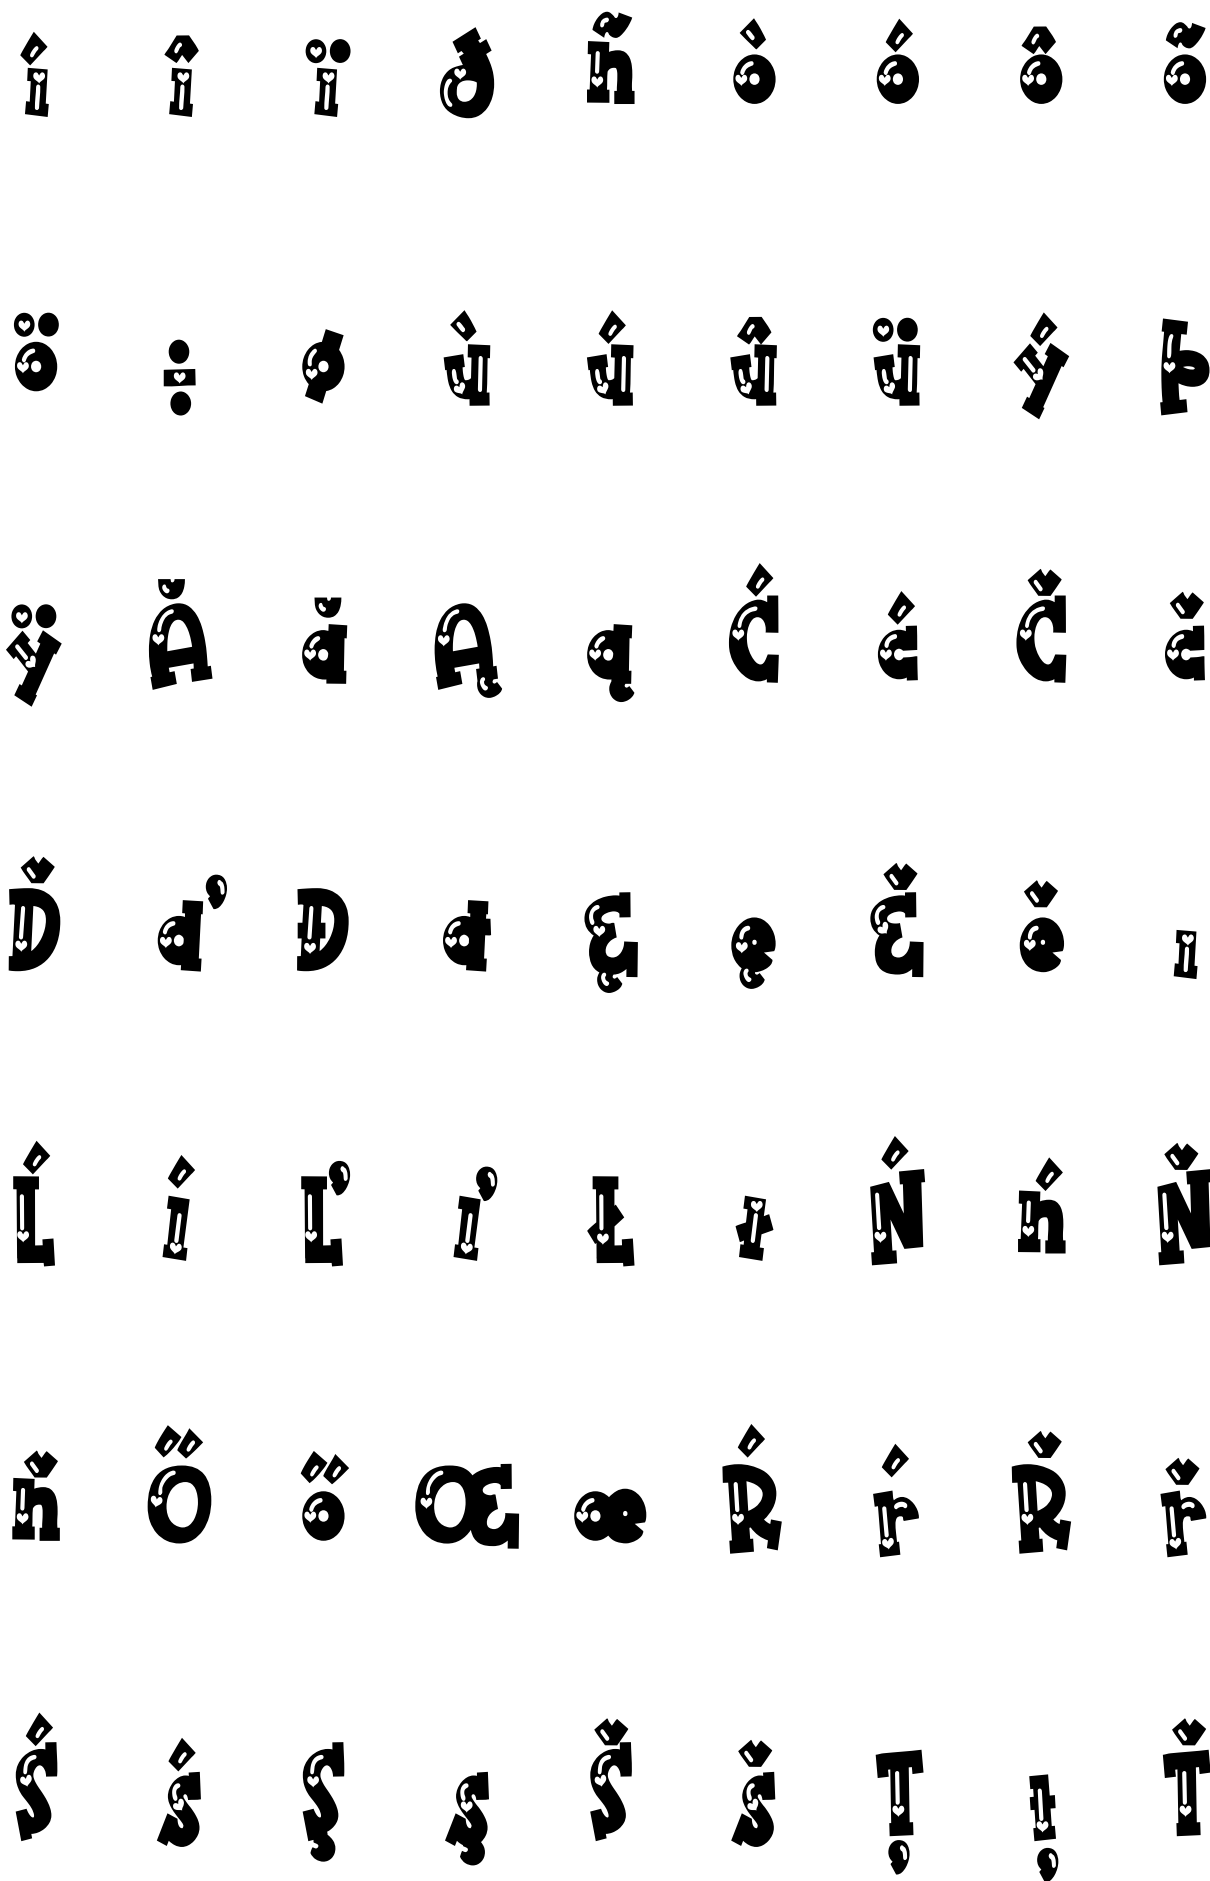 í î ï ð ñ ò ó ô õ
ö ÷ ø ù ú û ü ý þ
ÿ Ă ă Ą ą Ć ć Č č
Ď ď Đ đ Ę ę Ě ě ı
Ĺ ĺ Ľ ľ Ł ł Ń ń Ň
ň Ő ő Œ œ Ŕ ŕ Ř ř
Ś ś Ş ş Š š Ţ ţ Ť